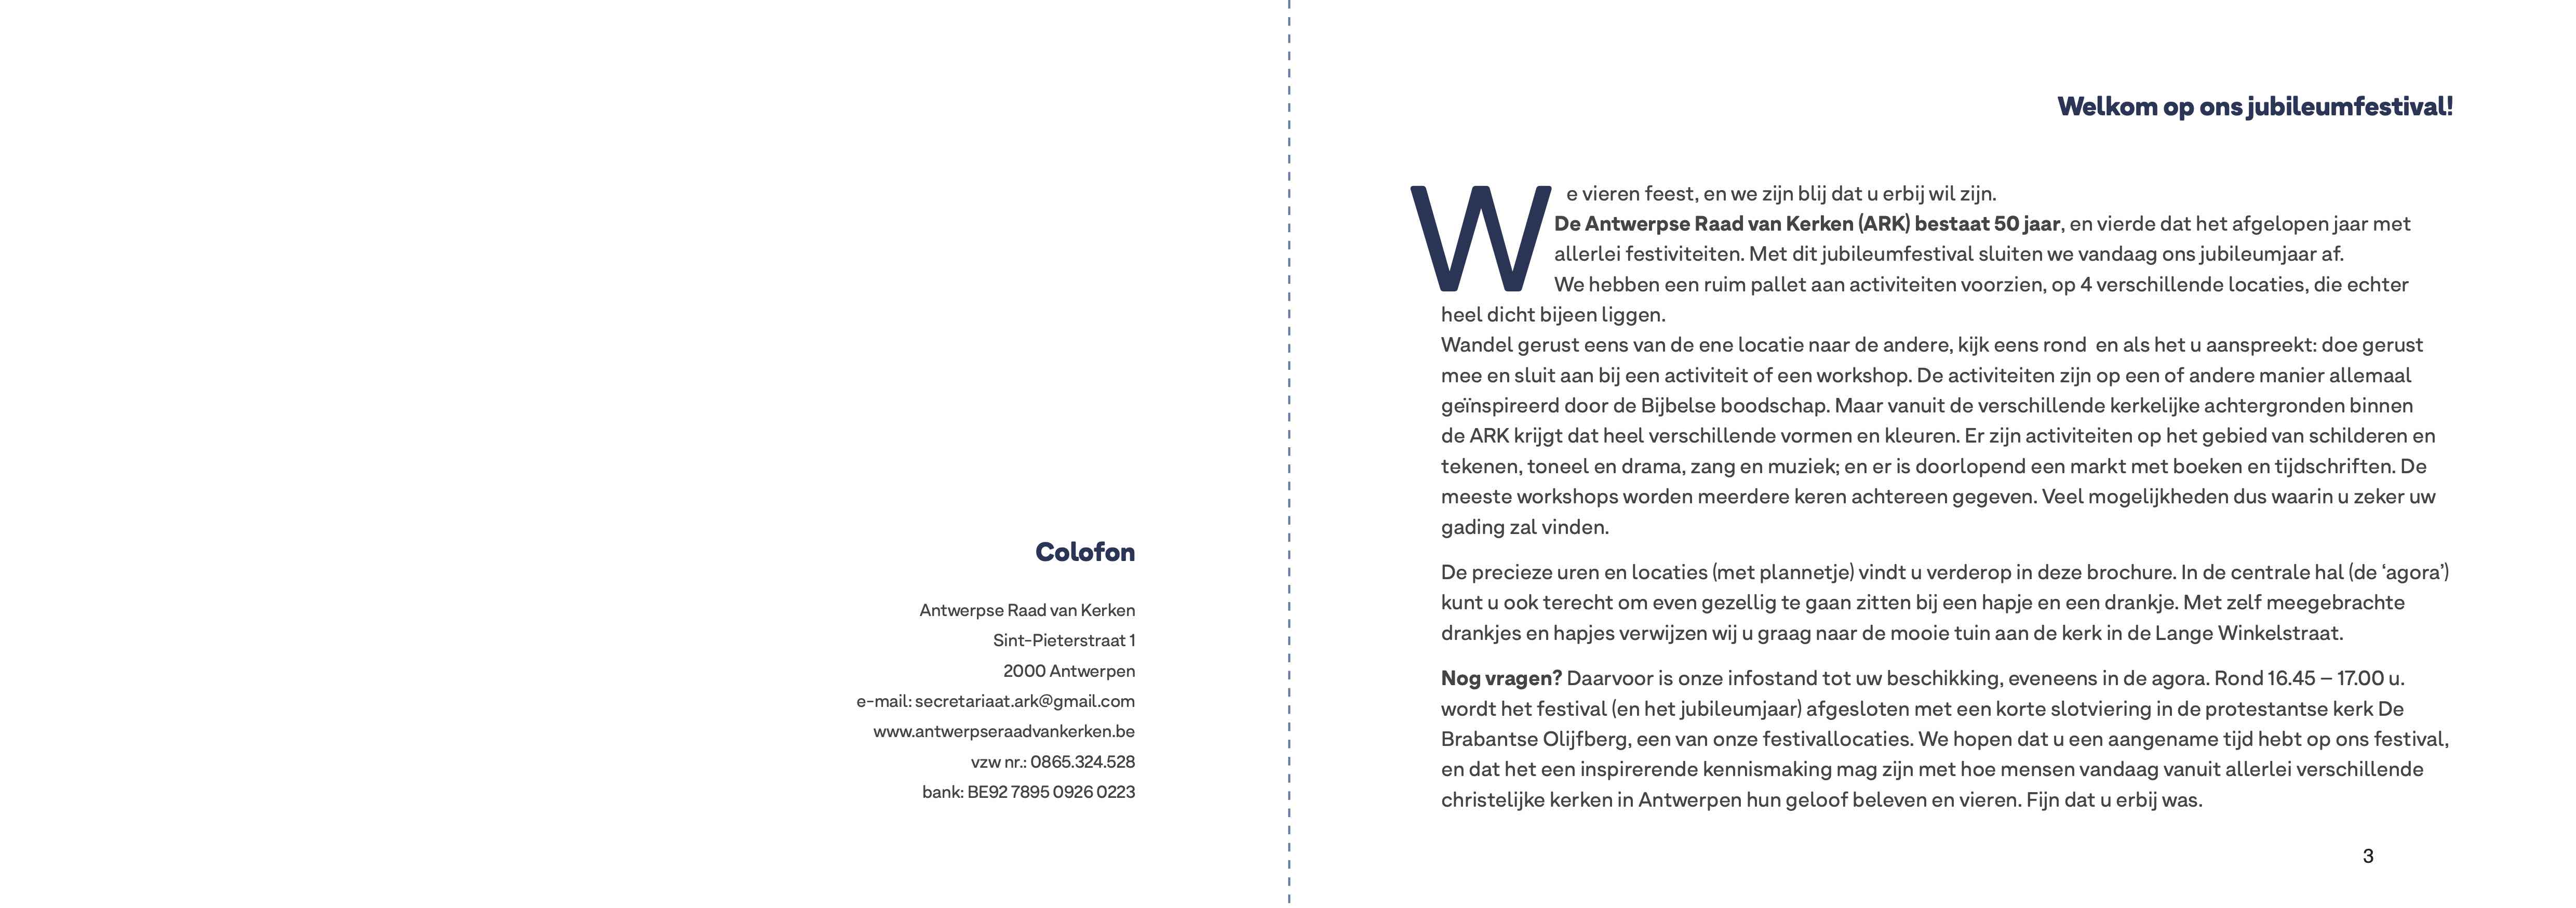 Colofon
Antwerpse Raad van Kerken
Sint-Pieterstraat 1
2000 Antwerpen
e-mail: secretariaat.ark@gmail.com
www.antwerpseraadvankerken.be
vzw nr.: 0865.324.528
bank: BE92 7895 0926 0223
Welkom op ons jubileumfestival!
We vieren feest, en we zijn blij dat u erbij wil zijn.
De Antwerpse Raad van Kerken (ARK) bestaat 50 jaar, en vierde dat het afgelopen jaar met
allerlei festiviteiten. Met dit jubileumfestival sluiten we vandaag ons jubileumjaar af.
We hebben een ruim pallet aan activiteiten voorzien, op 4 verschillende locaties, die echter
heel dicht bijeen liggen.
Wandel gerust eens van de ene locatie naar de andere, kijk eens rond  en als het u aanspreekt: doe gerust
mee en sluit aan bij een activiteit of een workshop. De activiteiten zijn op een of andere manier allemaal
geïnspireerd door de Bijbelse boodschap. Maar vanuit de verschillende kerkelijke achtergronden binnen
de ARK krijgt dat heel verschillende vormen en kleuren. Er zijn activiteiten op het gebied van schilderen en
tekenen, toneel en drama, zang en muziek; en er is doorlopend een markt met boeken en tijdschriften. De
meeste workshops worden meerdere keren achtereen gegeven. Veel mogelijkheden dus waarin u zeker uw
gading zal vinden.
De precieze uren en locaties (met plannetje) vindt u verderop in deze brochure. In de centrale hal (de ‘agora’)
kunt u ook terecht om even gezellig te gaan zitten bij een hapje en een drankje. Met zelf meegebrachte
drankjes en hapjes verwijzen wij u graag naar de mooie tuin aan de kerk in de Lange Winkelstraat.
Nog vragen? Daarvoor is onze infostand tot uw beschikking, eveneens in de agora. Rond 16.45 – 17.00 u.
wordt het festival (en het jubileumjaar) afgesloten met een korte slotviering in de protestantse kerk De
Brabantse Olijfberg, een van onze festivallocaties. We hopen dat u een aangename tijd hebt op ons festival,
en dat het een inspirerende kennismaking mag zijn met hoe mensen vandaag vanuit allerlei verschillende
christelijke kerken in Antwerpen hun geloof beleven en vieren. Fijn dat u erbij was.
3